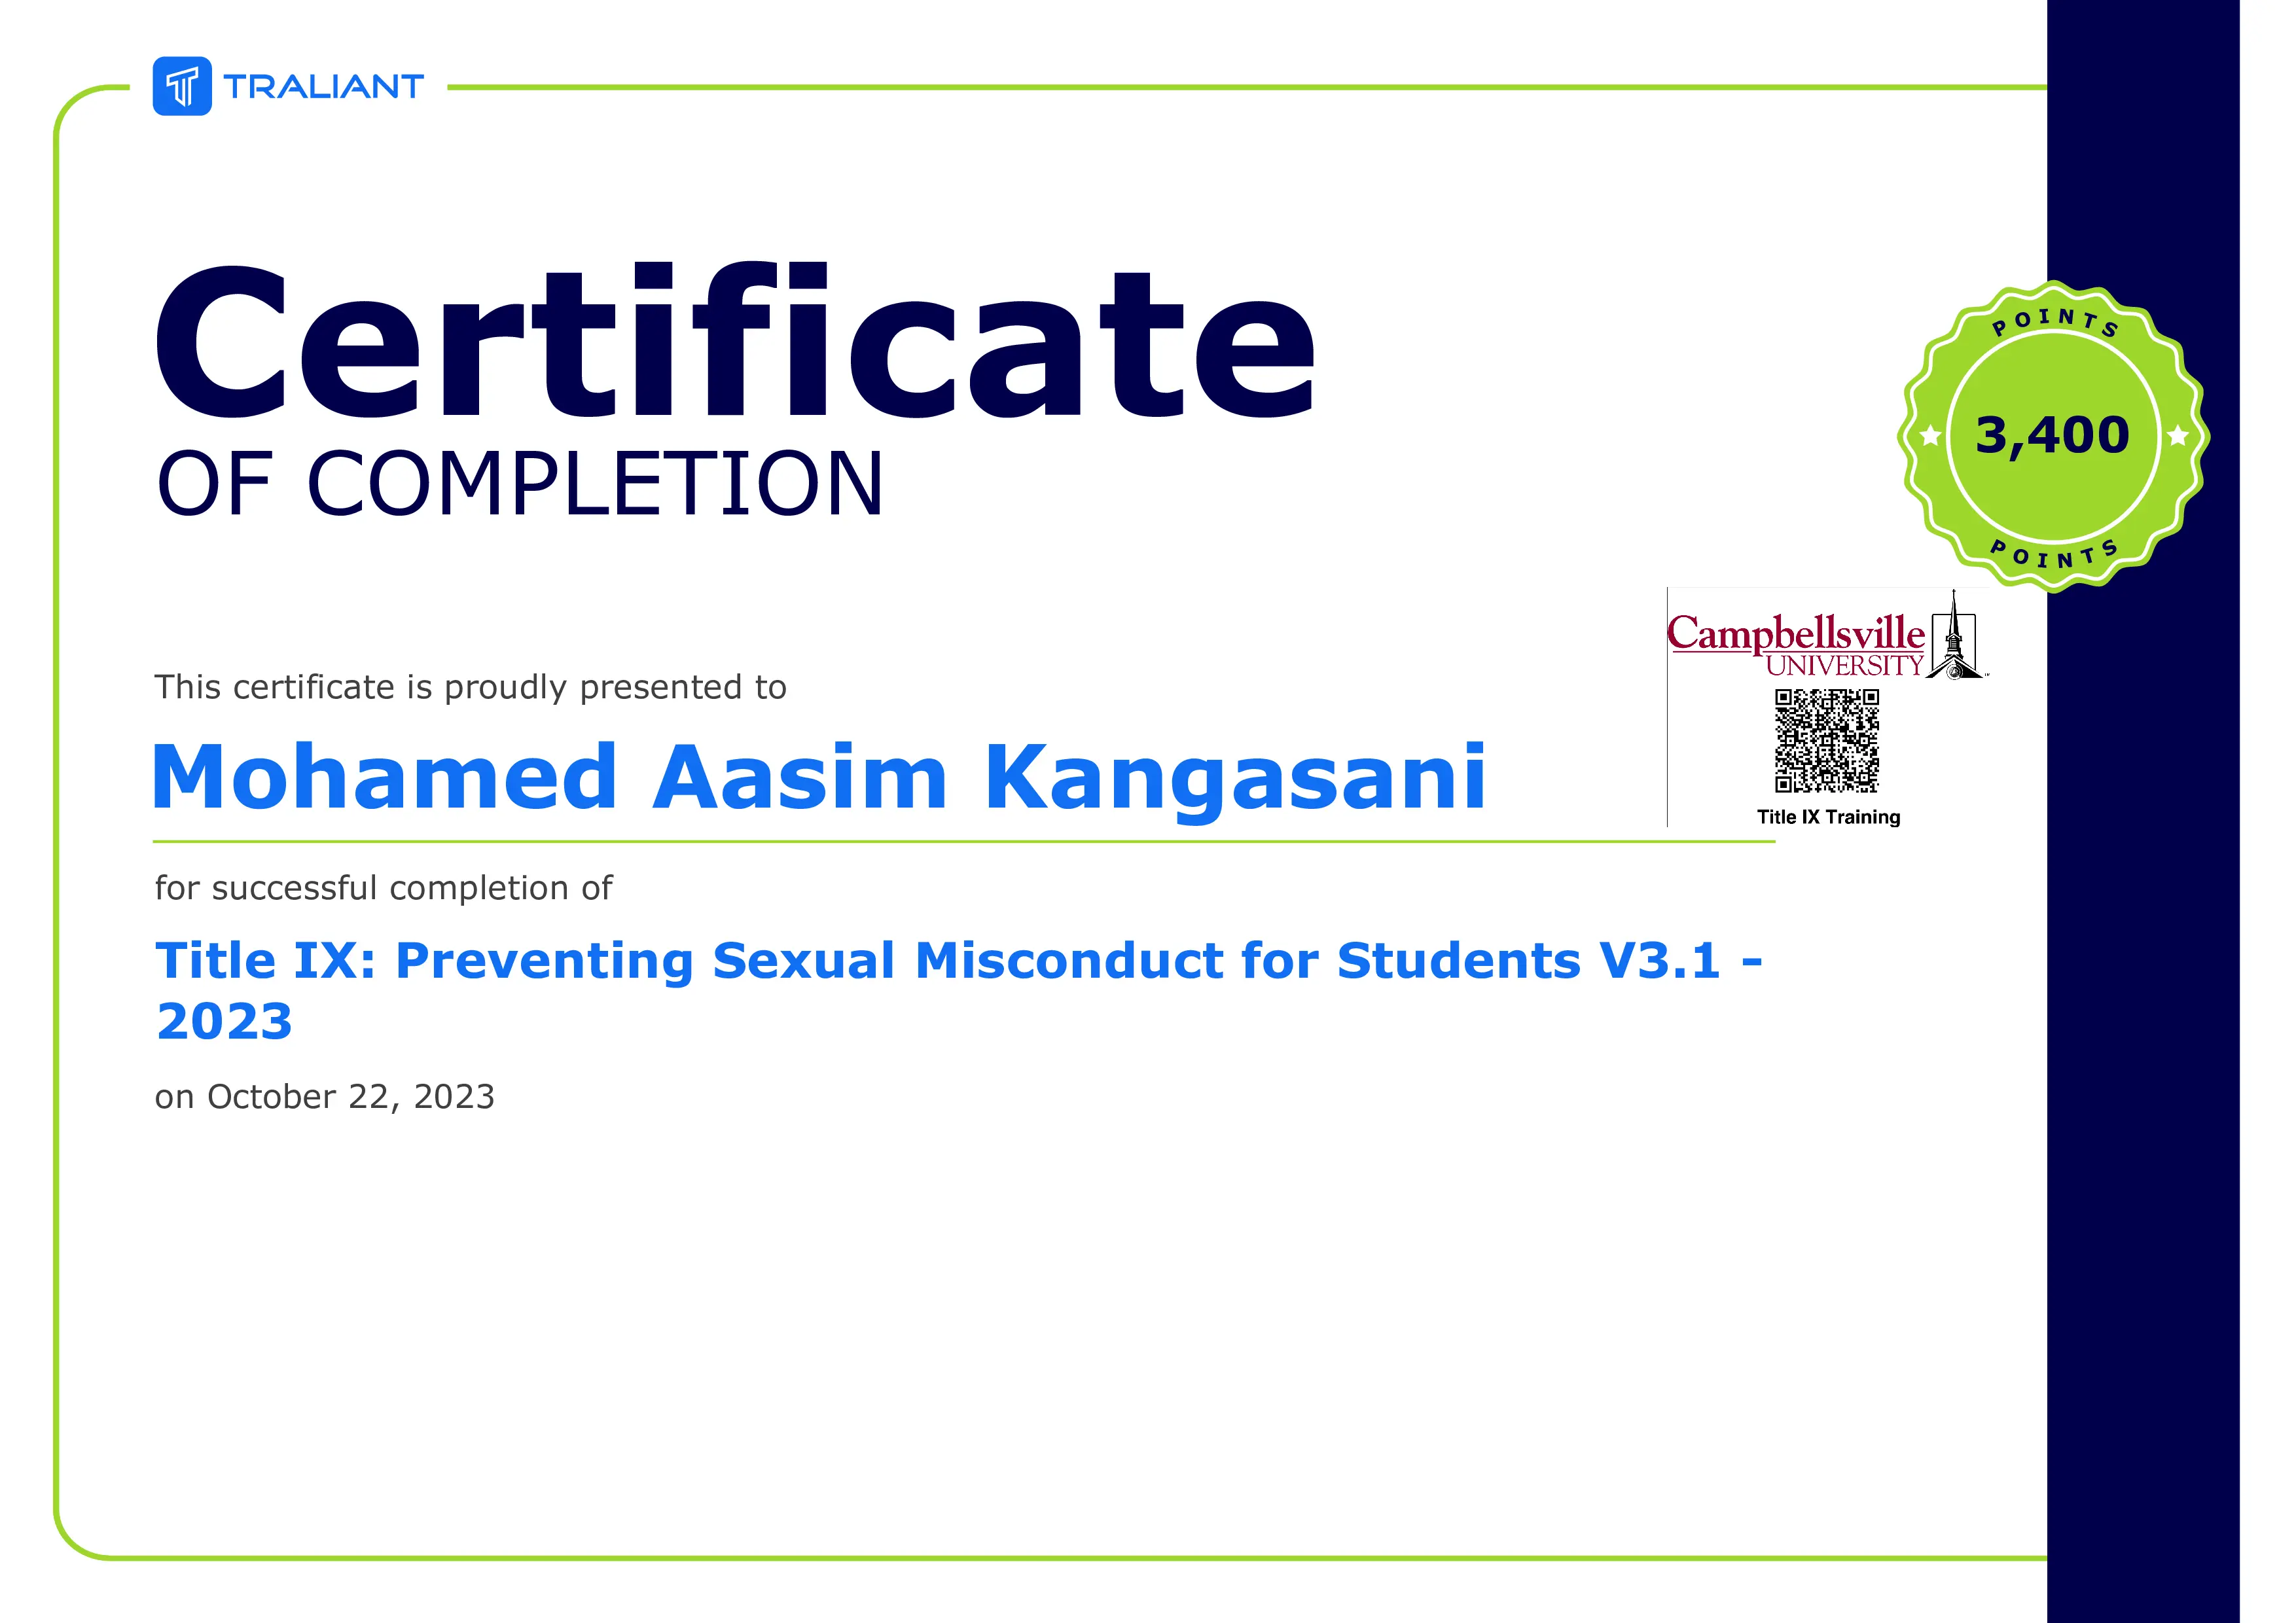 TRALIANT
Certificate
OF COMPLETION
POINTS
3,400
POINTS
Campbellsville
UNIVERSITY
Title IX Training
This certificate is proudly presented to
Mohamed Aasim Kangasani
for successful completion of
Title IX: Preventing Sexual Misconduct for Students V3.1 -
2023
on October 22, 2023